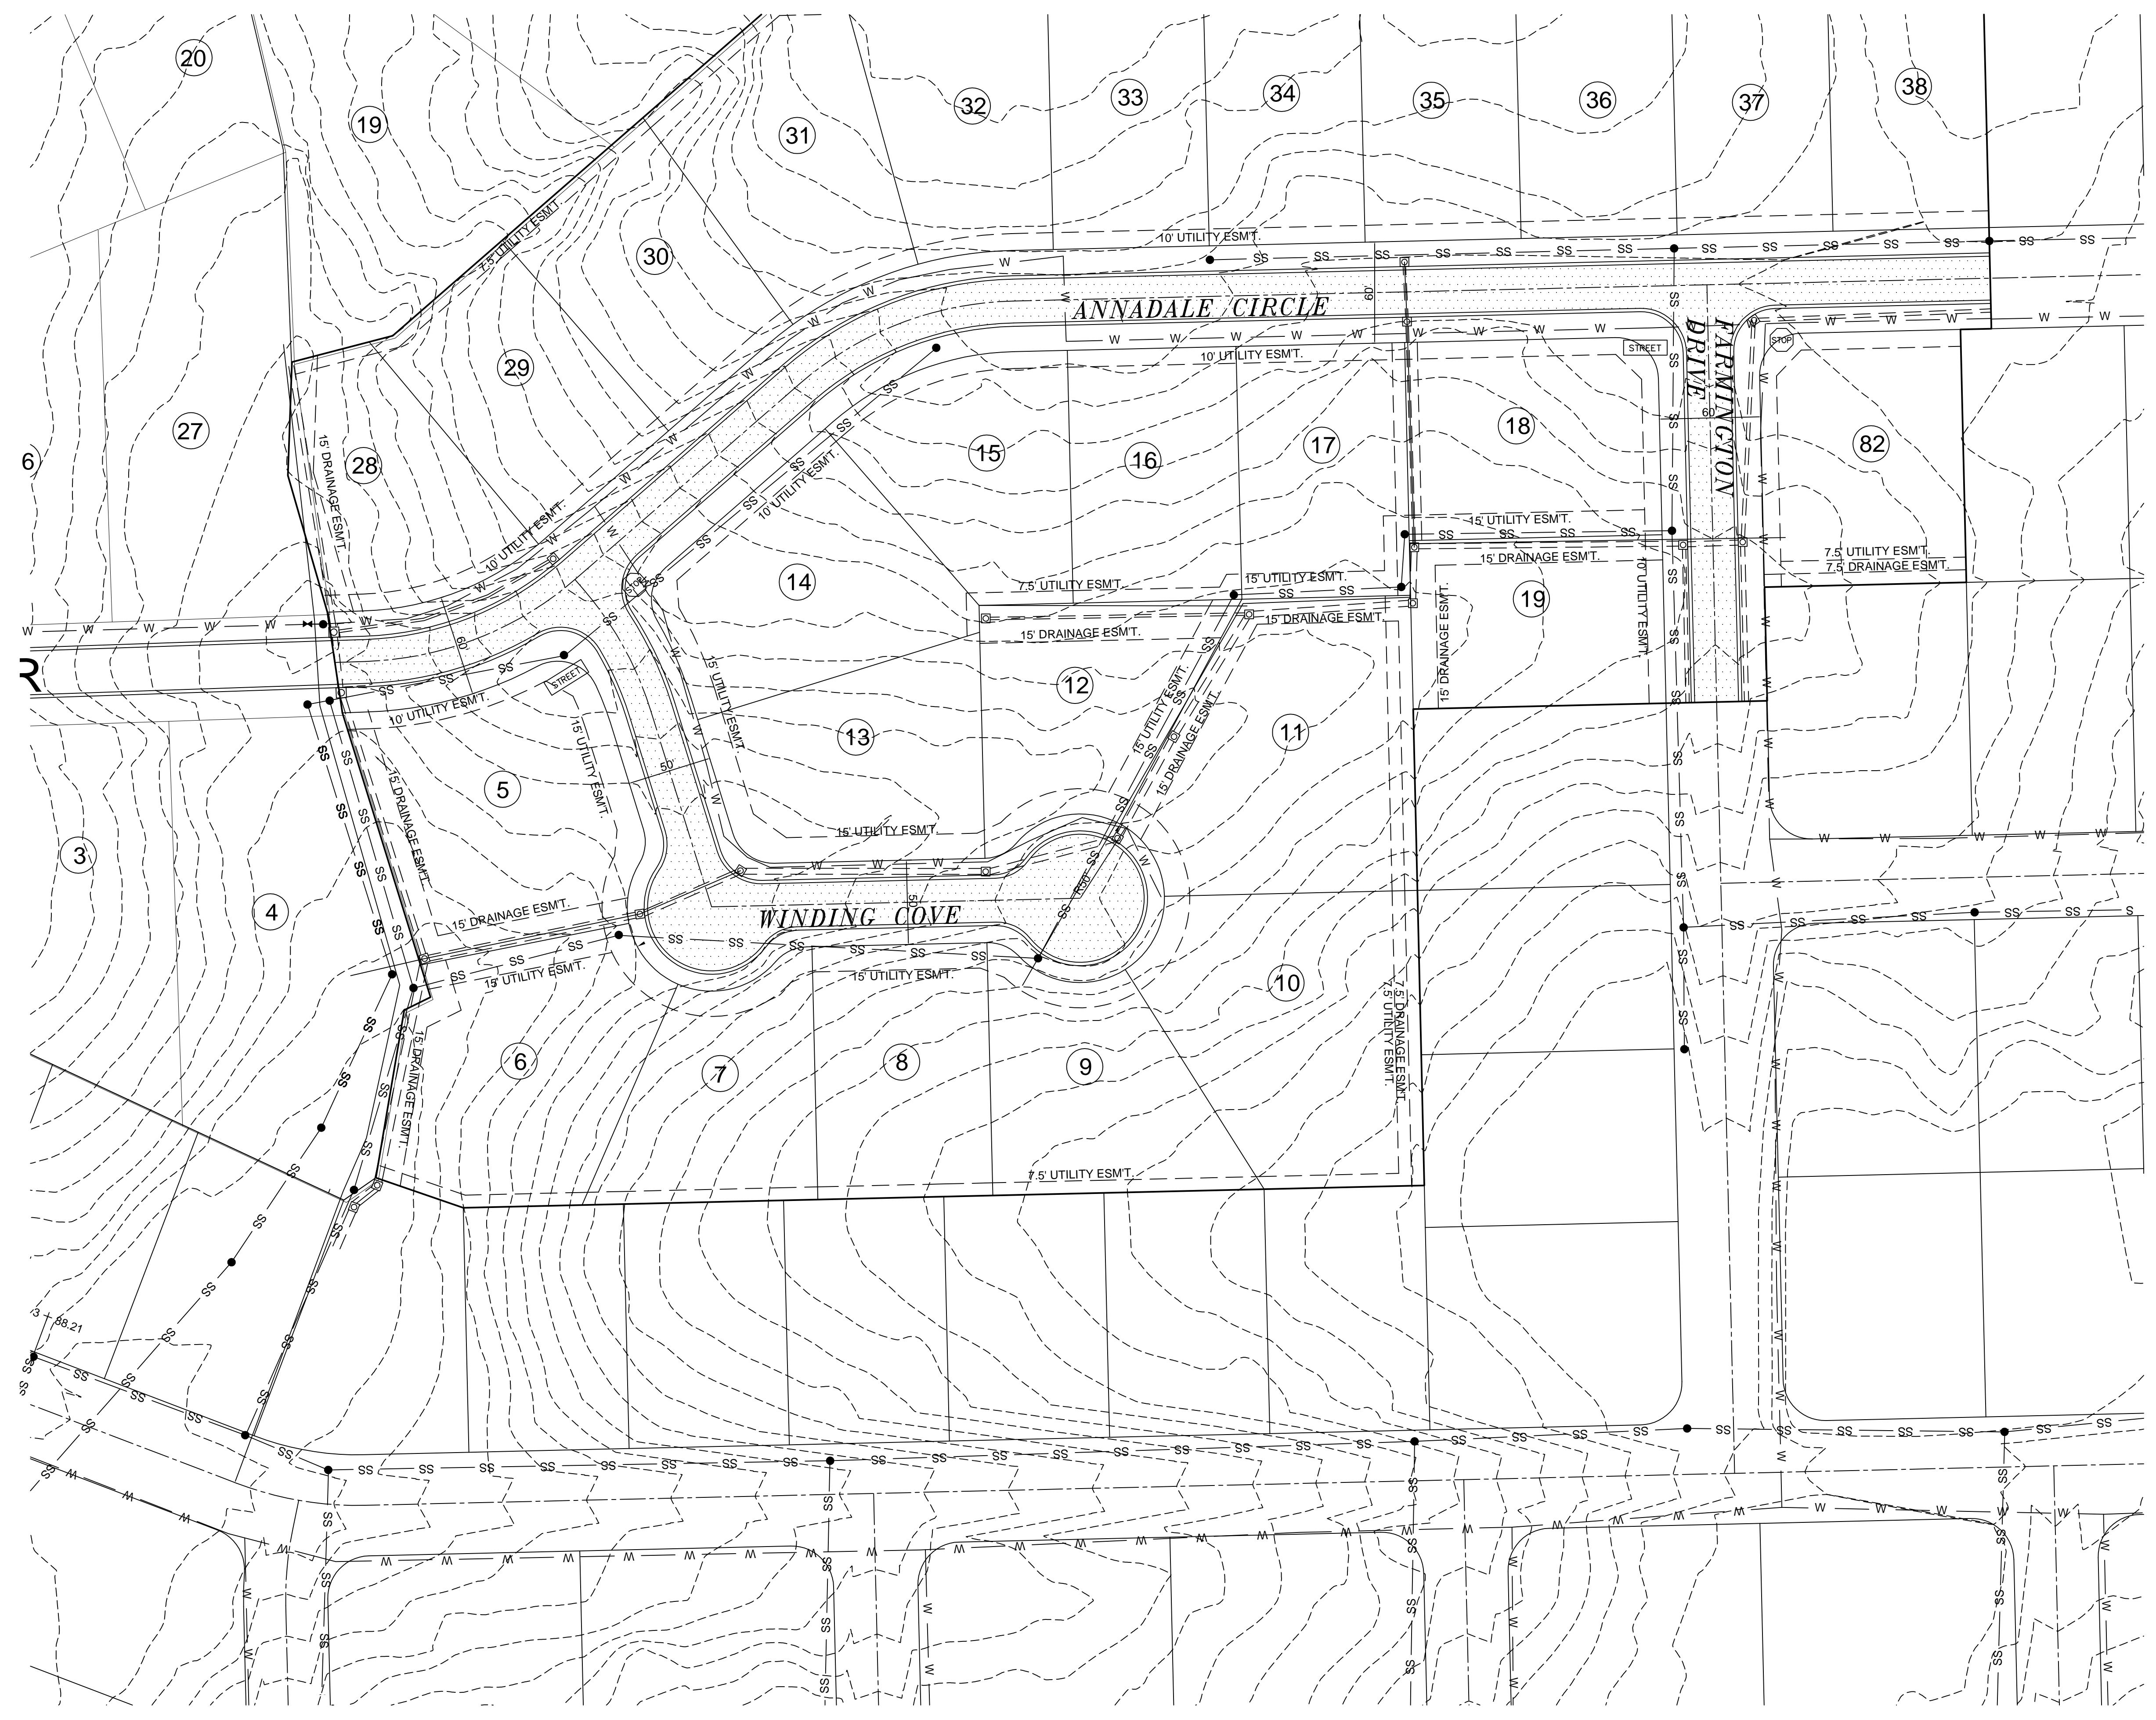 20
19
31
32
33
34
35
36
37
38
7.5' UTILITY ESM'T.
10' UTILITY ESM'T.
30
ANNADALE CIRCLE
60'
FARMINGTON
DRIVE
STOP
STREET
10' UTILITY ESM'T.
29
27
6
28
15' DRAINAGE ESM'T.
15
16
17
18
60'
82
10' UTILITY ESM'T.
10' UTILITY ESM'T.
15' UTILITY ESM'T.
15' DRAINAGE ESM'T.
7.5' UTILITY ESM'T.
7.5' DRAINAGE ESM'T.
14
STOP
7.5' UTILITY ESM'T.
15' UTILITY ESM'T.
19
15' DRAINAGE ESM'T.
10' UTILITY ESM'T.
15' DRAINAGE ESM'T.
15' DRAINAGE ESM'T.
60'
R
STREET
10' UTILITY ESM'T.
15' UTILITY ESM'T.
15' UTILITY ESM'T.
12
15' UTILITY ESM'T.
15' DRAINAGE ESM'T.
11
13
50'
5
15' DRAINAGE ESM'T.
15' UTILITY ESM'T.
3
4
R50'
50'
WINDING COVE
15' DRAINAGE ESM'T.
15' UTILITY ESM'T.
15' UTILITY ESM'T.
10
7.5' DRAINAGE ESM'T.
7.5' UTILITY ESM'T.
15' DRAINAGE ESM'T.
6
7
8
9
7.5' UTILITY ESM'T.
3
88.21
SS
W